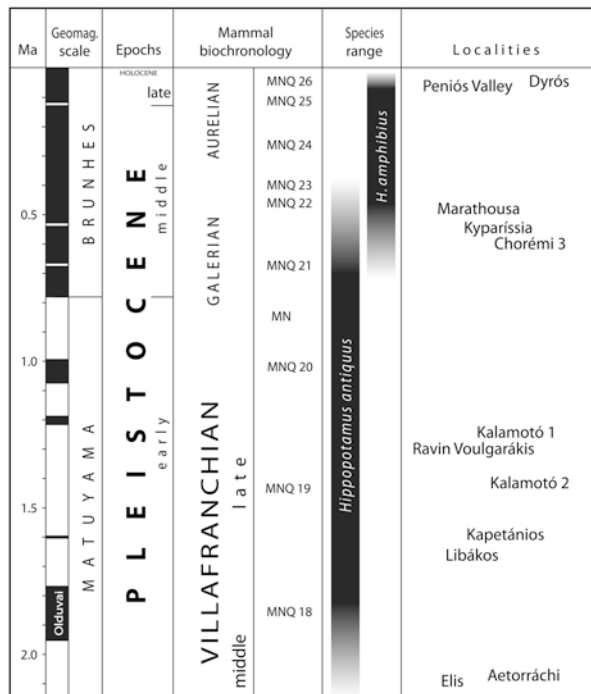 Ma
Geomag.
scale
Epochs
Mammal
biochronology
Species
range
Localities
0.5
1.0
1.5
2.0
Olduvai
BRUNHES
MATUYAMA
HOLOCENE
late
middle
early
PLEISTOCENE
AURELIAN
GALERIAN
VILLAFRANCHIAN
late
middle
MNQ 26
MNQ 25
MNQ 24
MNQ 23
MNQ 22
MNQ 21
MN
MNQ 20
MNQ 19
MNQ 18
Hippopotamus antiquus
H. amphibius
Peniós Valley Dyrós
Marathousa
Kyparíssia
Chorémi 3
Kalamotó 1
Ravin Voulgarákis
Kalamotó 2
Kapetánios
Libákos
Elis Aetorráchi